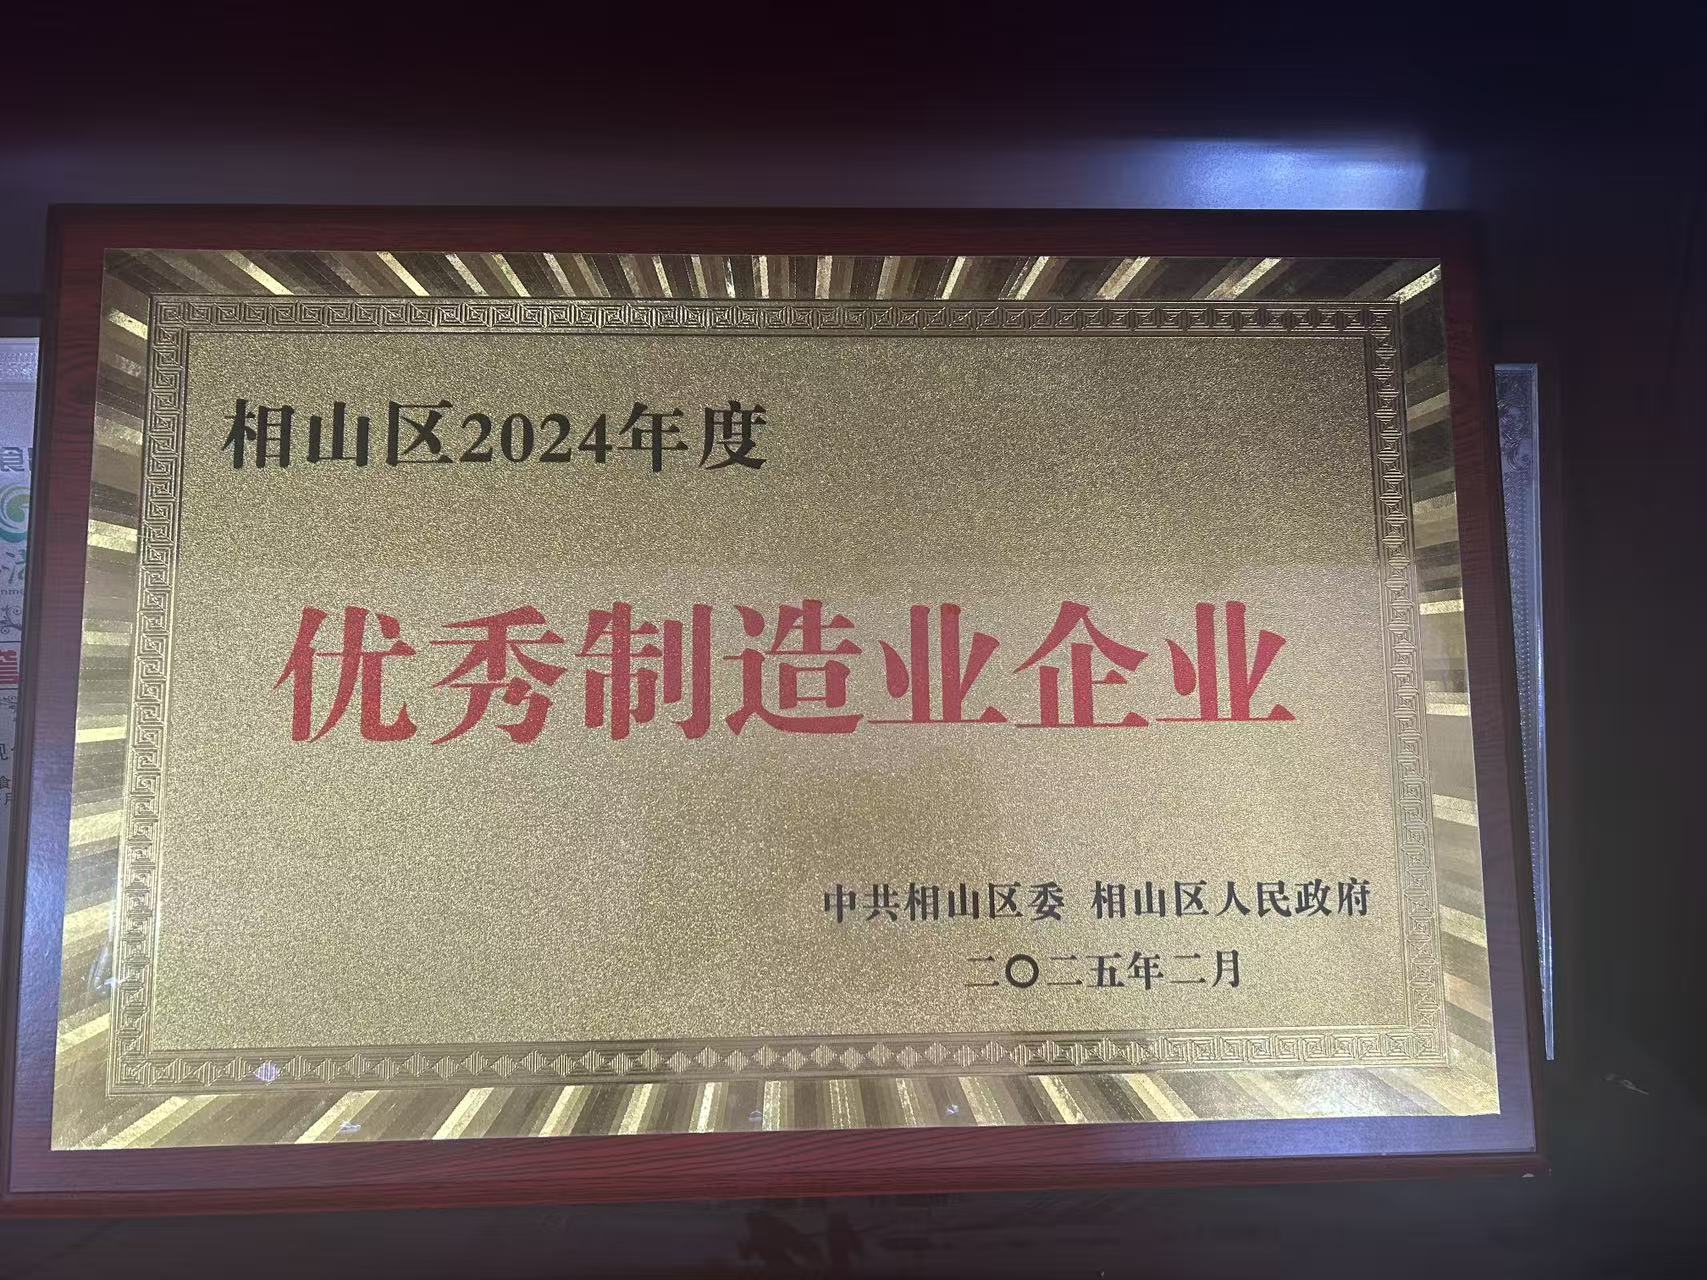 相山区2024年度
优秀制造业企业
中共相山区委 相山区人民政府
二〇二五年二月